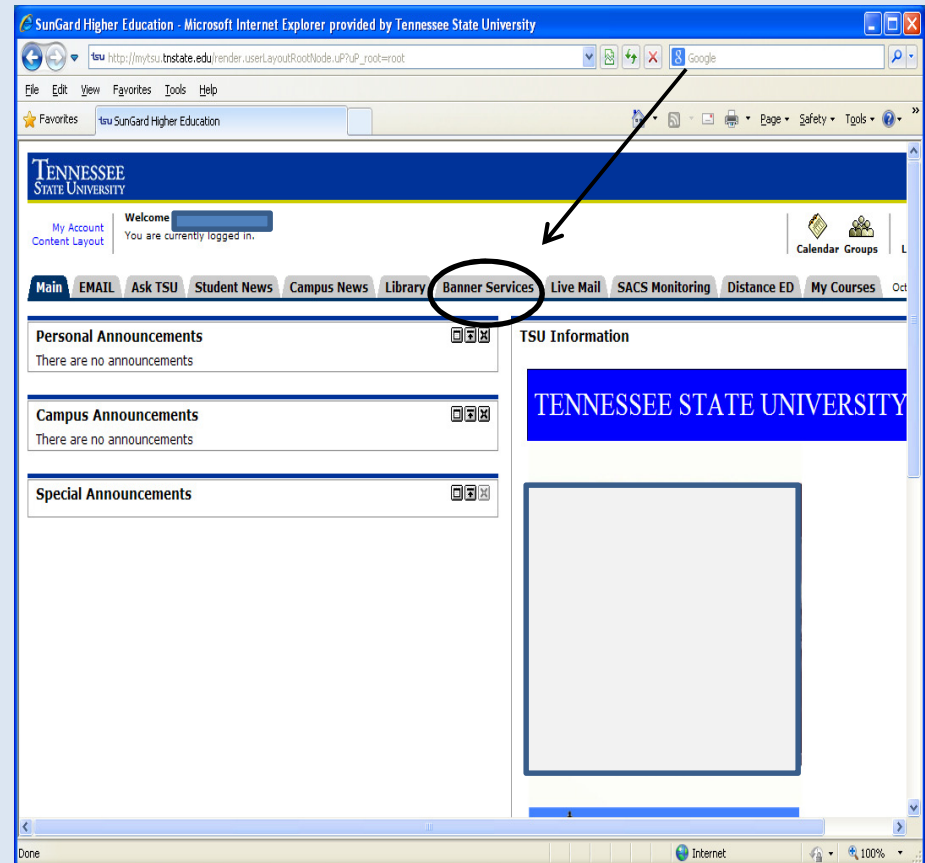 SunGard Higher Education - Microsoft Internet Explorer provided by Tennessee State University
tsu http://mytsu.tnstate.edu/render.userLayoutRootNode.uP?uP_root=root
Google
File Edit View Favorites Tools Help
Favorites tsu SunGard Higher Education Page Safety Tools »
TENNESSEE
STATE UNIVERSITY
My Account
Content Layout
Welcome
You are currently logged in.
Calendar Groups L
Main EMAIL Ask TSU Student News Campus News Library Banner Services Live Mail SACS Monitoring Distance ED My Courses Oct
Personal Announcements
There are no announcements
Campus Announcements
There are no announcements
Special Announcements
TSU Information
TENNESSEE STATE UNIVERSITY
Done Internet 100%